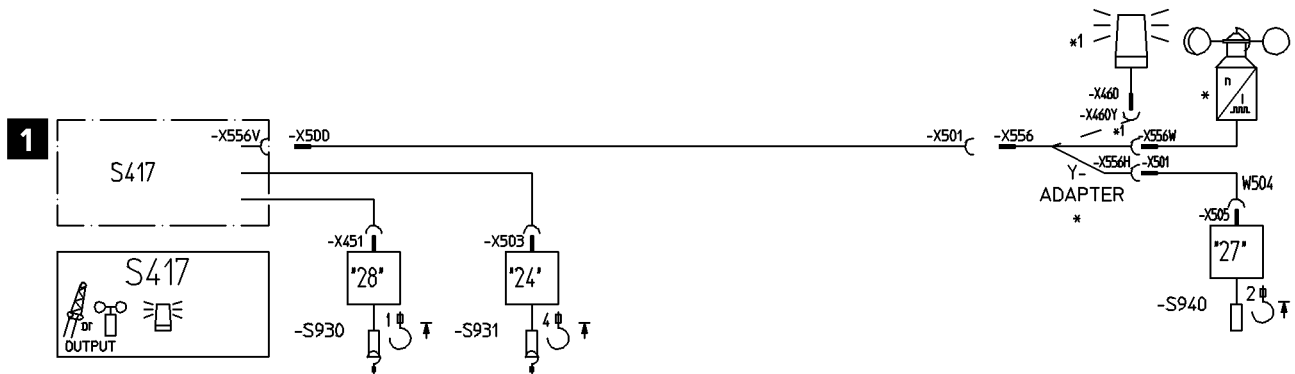 *1
n
-X460
*
I
-X460Y
1
-X556V
-X500
-X501
-X556
*1
-X556W
S417
-X556H
-X501
Y-
ADAPTER
*
W504
-X505
-X451
-X503
S417
"28"
"24"
"27"
-S930
1
-S931
4
-S940
2
OUTPUT